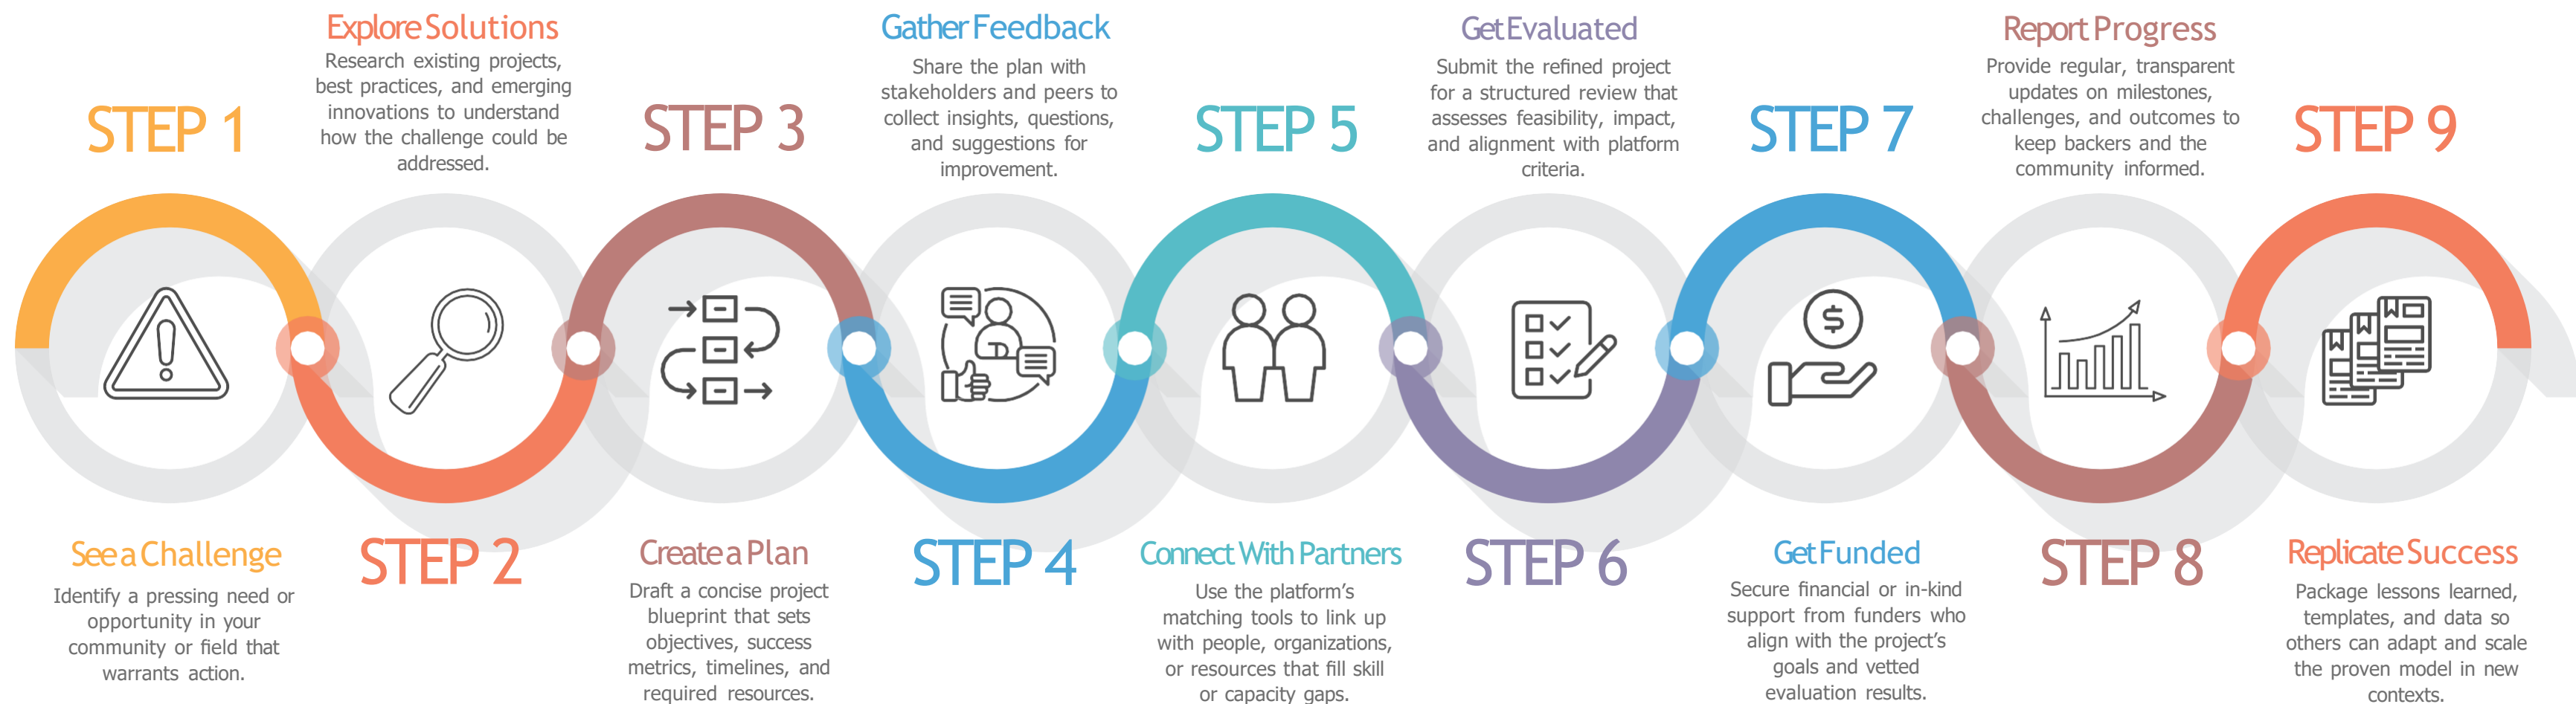 STEP 1
See a Challenge
Identify a pressing need or
opportunity in your
community or field that
warrants action.
Explore Solutions
Research existing projects,
best practices, and emerging
innovations to understand
how the challenge could be
addressed.
STEP 2
STEP 3
Create a Plan
Draft a concise project
blueprint that sets
objectives, success
metrics, timelines, and
required resources.
Gather Feedback
Share the plan with
stakeholders and peers to
collect insights, questions,
and suggestions for
improvement.
STEP 4
STEP 5
Connect With Partners
Use the platform's
matching tools to link up
with people, organizations,
or resources that fill skill
or capacity gaps.
Get Evaluated
Submit the refined project
for a structured review that
assesses feasibility, impact,
and alignment with platform
criteria.
STEP 6
STEP 7
$
Get Funded
Secure financial or in-kind
support from funders who
align with the project's
goals and vetted
evaluation results.
Report Progress
Provide regular, transparent
updates on milestones,
challenges, and outcomes to
keep backers and the
community informed.
STEP 8
STEP 9
Replicate Success
Package lessons learned,
templates, and data so
others can adapt and scale
the proven model in new
contexts.